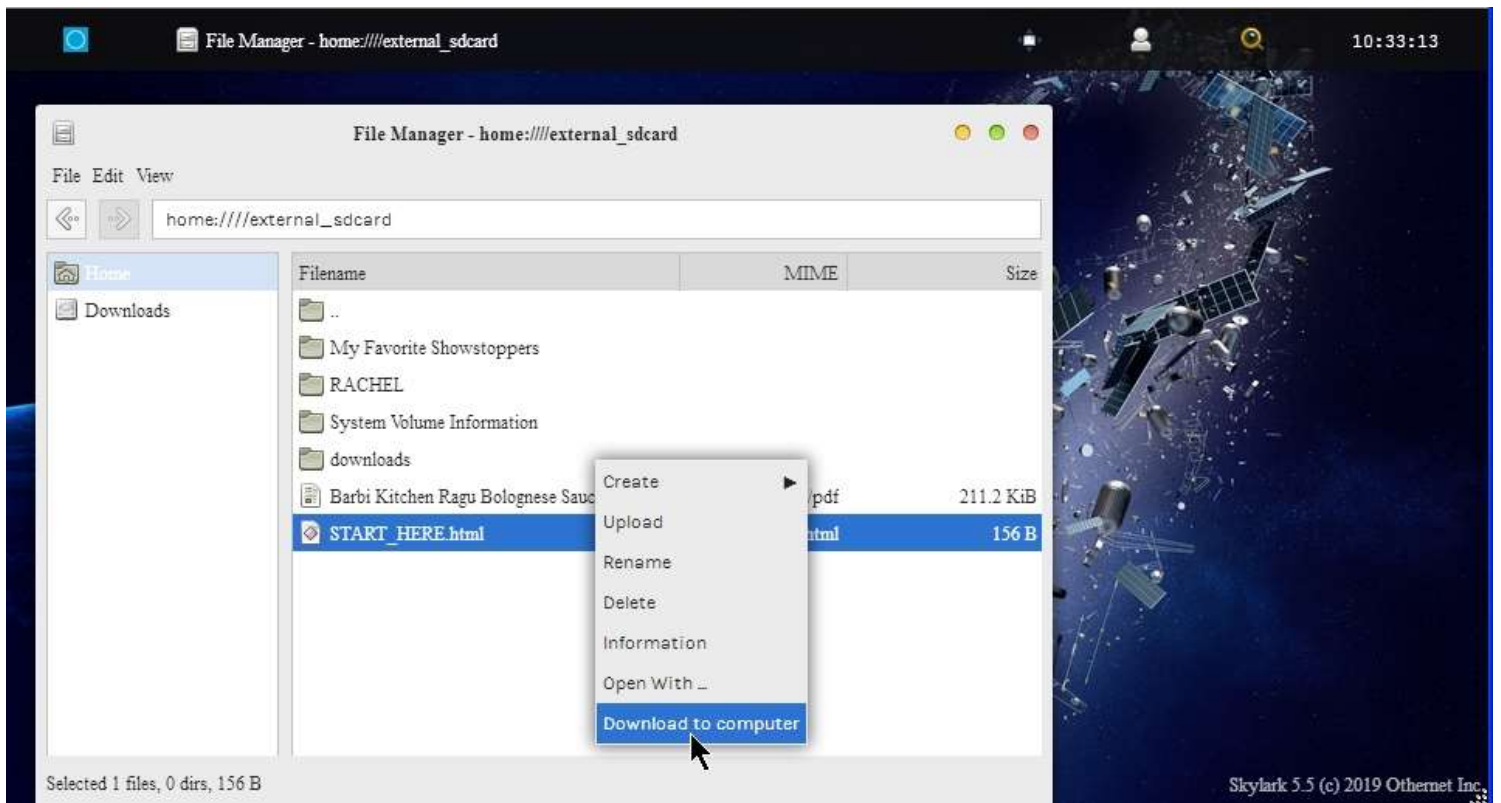 File Manager - home:////external_sdcard 10:33:13
File Manager - home:////external_sdcard
File Edit View
home:////external_sdcard
Home
Downloads
Filename MIME Size
..
My Favorite Showstoppers
RACHEL
System Volume Information
downloads
Barbi Kitchen Ragu Bolognese Sauc /pdf 211.2 KiB
START_HERE.html html 156 B
Create
Upload
Rename
Delete
Information
Open With …
Download to computer
Selected 1 files, 0 dirs, 156 B
Skylark 5.5 (c) 2019 Othernet Inc.